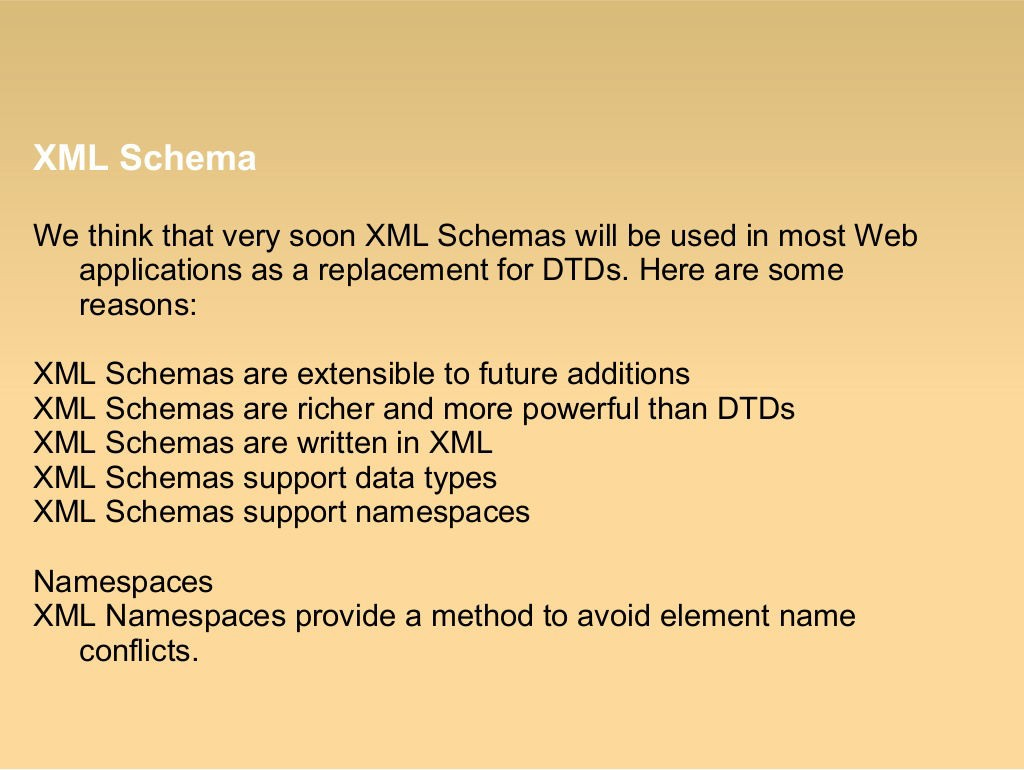 XML Schema
We think that very soon XML Schemas will be used in most Web
applications as a replacement for DTDs. Here are some
reasons:
XML Schemas are extensible to future additions
XML Schemas are richer and more powerful than DTDs
XML Schemas are written in XML
XML Schemas support data types
XML Schemas support namespaces
Namespaces
XML Namespaces provide a method to avoid element name
conflicts.